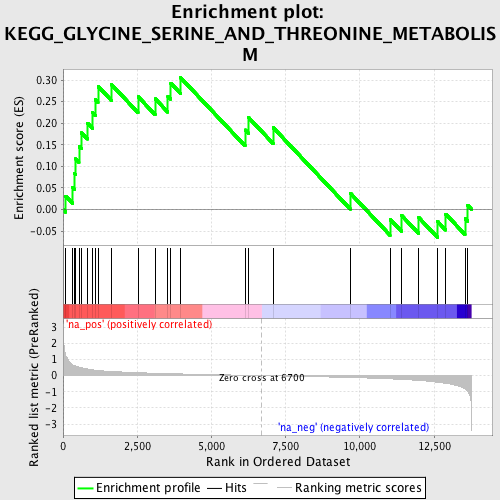 Enrichment plot:
KEGG_GLYCINE_SERINE_AND_THREONINE_METABOLIS
M
Enrichment score (ES)
0.30
0.25
0.20
0.15
0.10
0.05
0.00
-0.05
'na_pos' (positively correlated)
Ranked list metric (PreRanked)
3
2
1
0
-1
-2
-3
Zero cross at 6700
'na_neg' (negatively correlated)
0 2,500 5,000 7,500 10,000 12,500
Rank in Ordered Dataset
Enrichment profile Hits Ranking metric scores